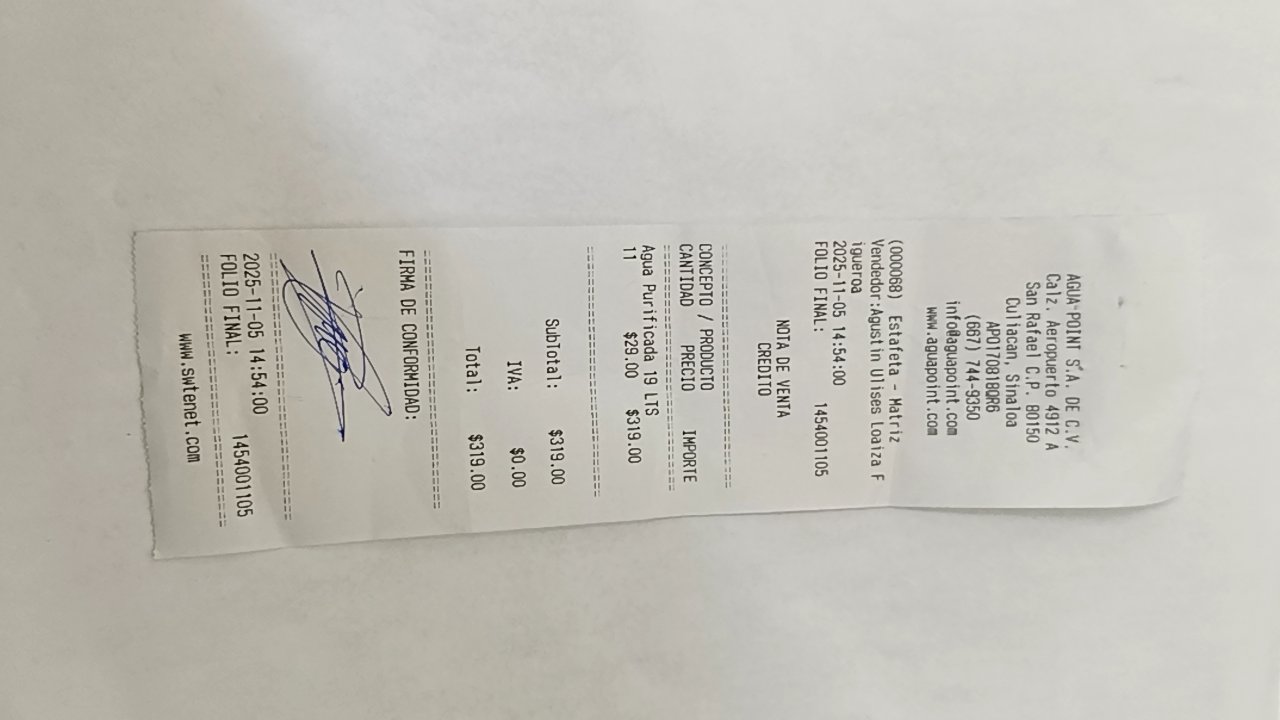 AGUA-POINT S.A. DE C.V.
Calz. Aeropuerto 4912 A
San Rafael C.P. 80150
Culiacan, Sinaloa
APO170818QR6
(667) 744-9350
info@aguapoint.com
www.aguapoint.com
(000068) Estafeta - Matriz
Vendedor:Agustin Ulises Loaiza F
igueroa
2025-11-05 14:54:00
FOLIO FINAL: 1454001105
NOTA DE VENTA
CREDITO
CONCEPTO / PRODUCTO
CANTIDAD PRECIO IMPORTE
Agua Purificada 19 LTS
11 $29.00 $319.00
SubTotal: $319.00
IVA: $0.00
Total: $319.00
FIRMA DE CONFORMIDAD:
2025-11-05 14:54:00
FOLIO FINAL: 1454001105
www.swtenet.com